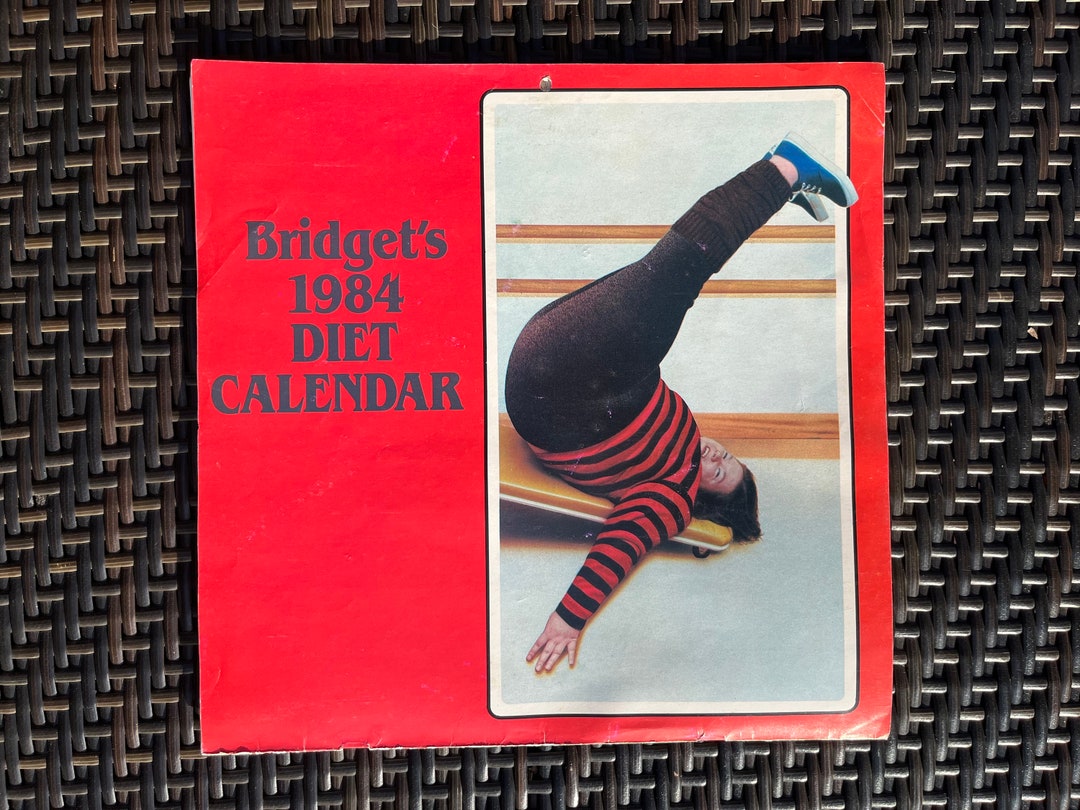 Bridget's
1984
DIET
CALENDAR